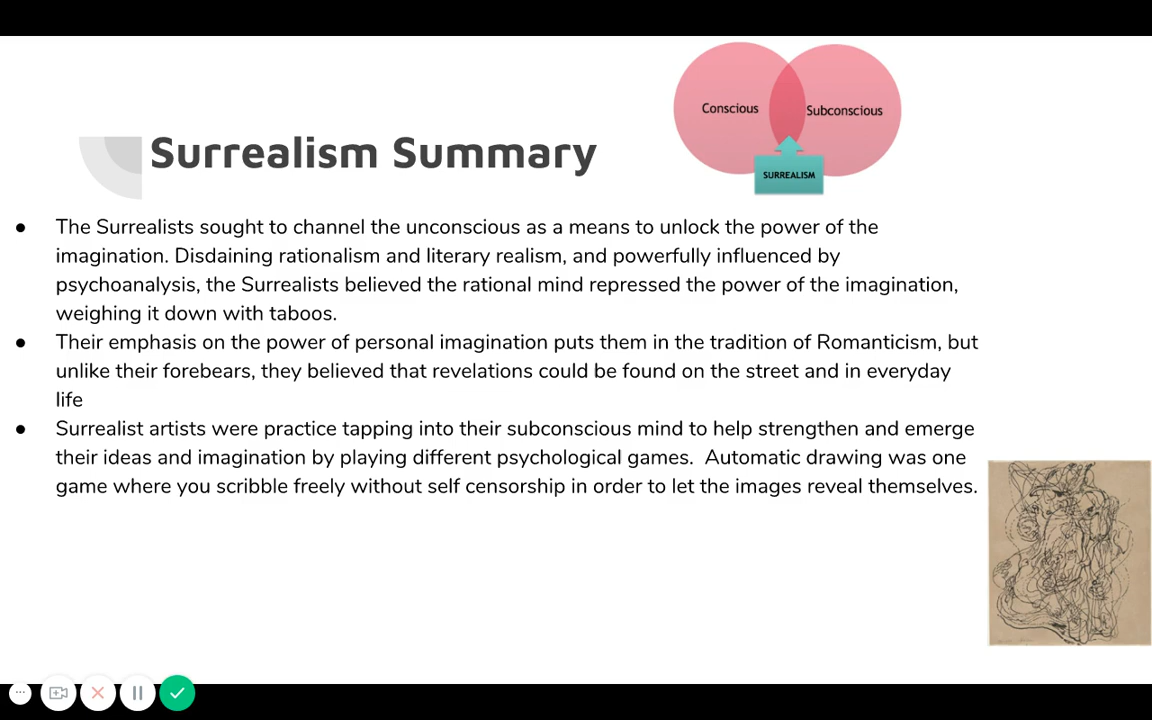 Conscious
Subconscious
SURREALISM
Surrealism Summary
● The Surrealists sought to channel the unconscious as a means to unlock the power of the
imagination. Disdaining rationalism and literary realism, and powerfully influenced by
psychoanalysis, the Surrealists believed the rational mind repressed the power of the imagination,
weighing it down with taboos.
● Their emphasis on the power of personal imagination puts them in the tradition of Romanticism, but
unlike their forebears, they believed that revelations could be found on the street and in everyday
life
● Surrealist artists were practice tapping into their subconscious mind to help strengthen and emerge
their ideas and imagination by playing different psychological games.  Automatic drawing was one
game where you scribble freely without self censorship in order to let the images reveal themselves.